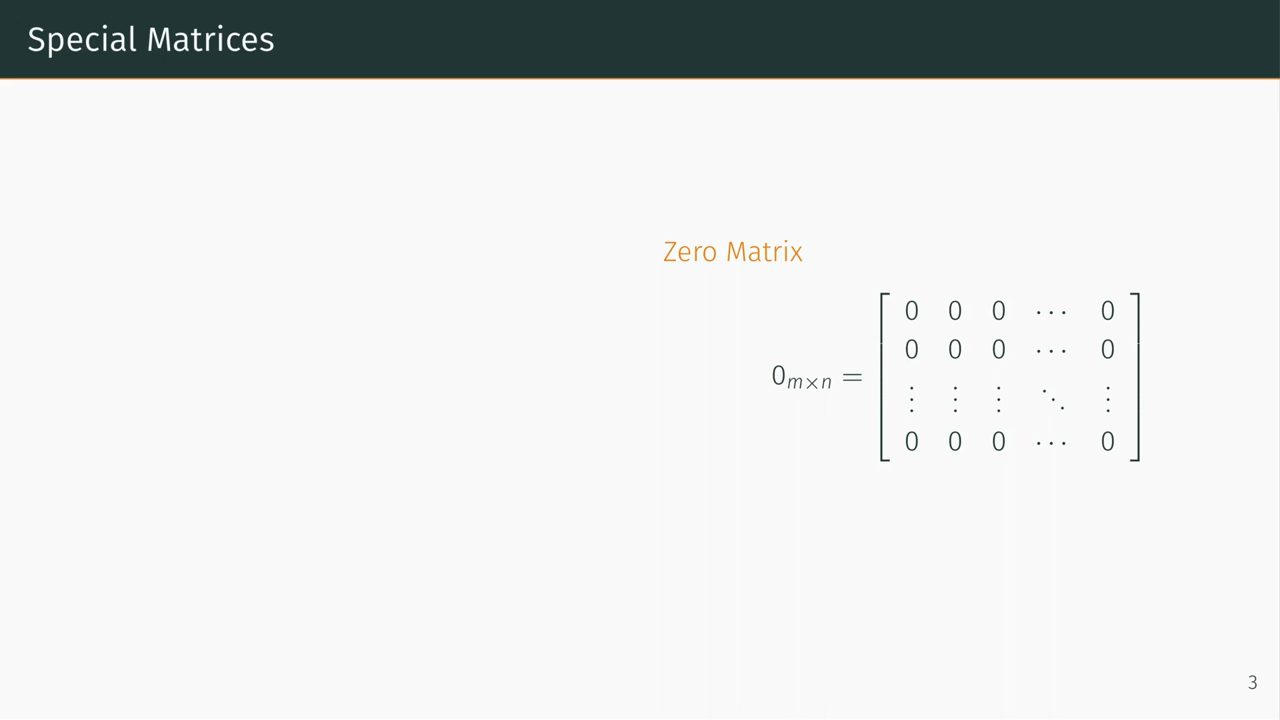 Special Matrices
Zero Matrix
0_{m×n} = [ 0 0 0 ⋯ 0
0 0 0 ⋯ 0
⋮ ⋮ ⋮ ⋱ ⋮
0 0 0 ⋯ 0 ]
3